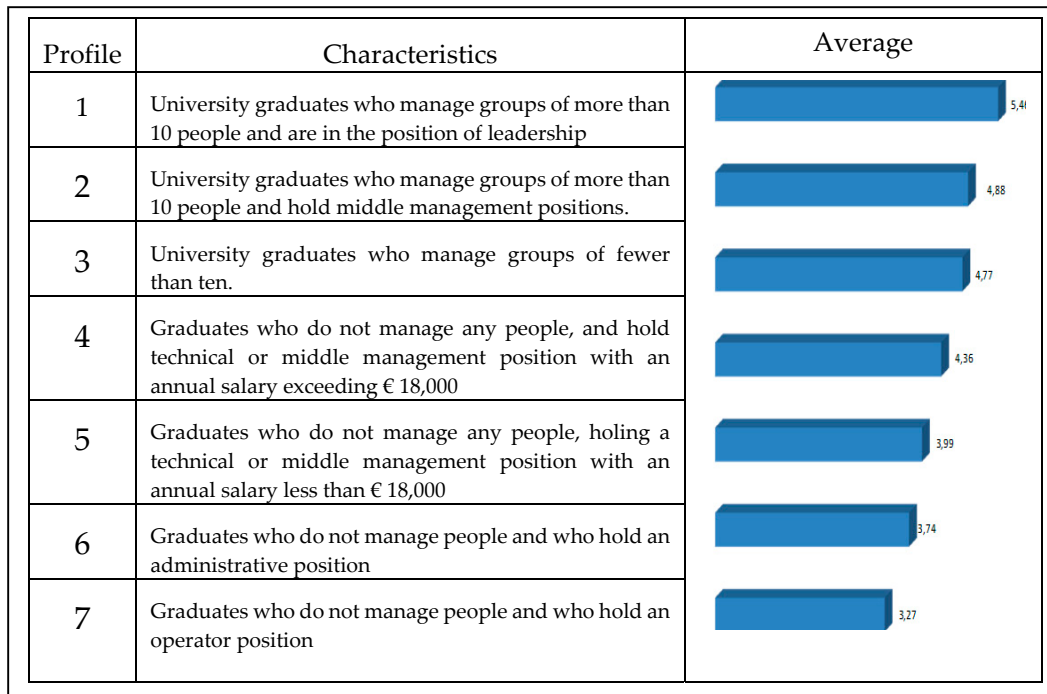 Profile Characteristics Average
1 University graduates who manage groups of more
10 people and are in the position of leadership
5,46
2 University graduates who manage groups of more
10 people and hold middle management positions.
4,88
3 University graduates who manage groups of fewer
than ten.
4,77
4 Graduates who do not manage any people, and hold
technical or middle management position with an
annual salary exceeding € 18,000
4,36
5 Graduates who do not manage any people, holing a
technical or middle management position with an
annual salary less than € 18,000
3,99
6 Graduates who do not manage people and who hold an
administrative position
3,74
7 Graduates who do not manage people and who hold an
operator position
3,27